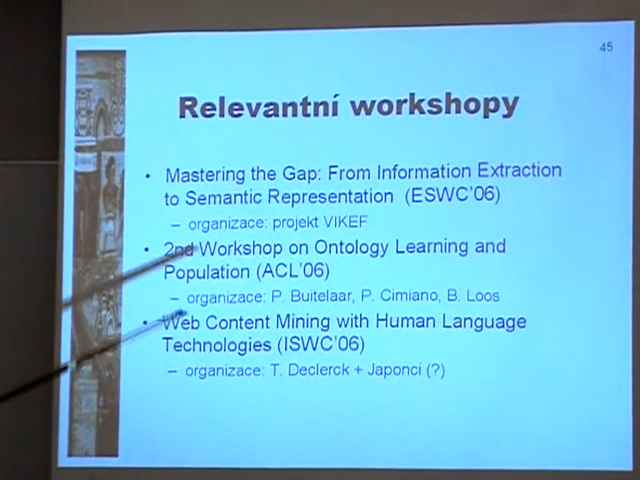 45
Relevantní workshopy
• Mastering the Gap: From Information Extraction
to Semantic Representation (ESWC'06)
– organizace: projekt VIKEF
• 2nd Workshop on Ontology Learning and
Population (ACL'06)
– organizace: P. Buitelaar, P. Cimiano, B. Loos
• Web Content Mining with Human Language
Technologies (ISWC'06)
– organizace: T. Declerck + Japonci (?)